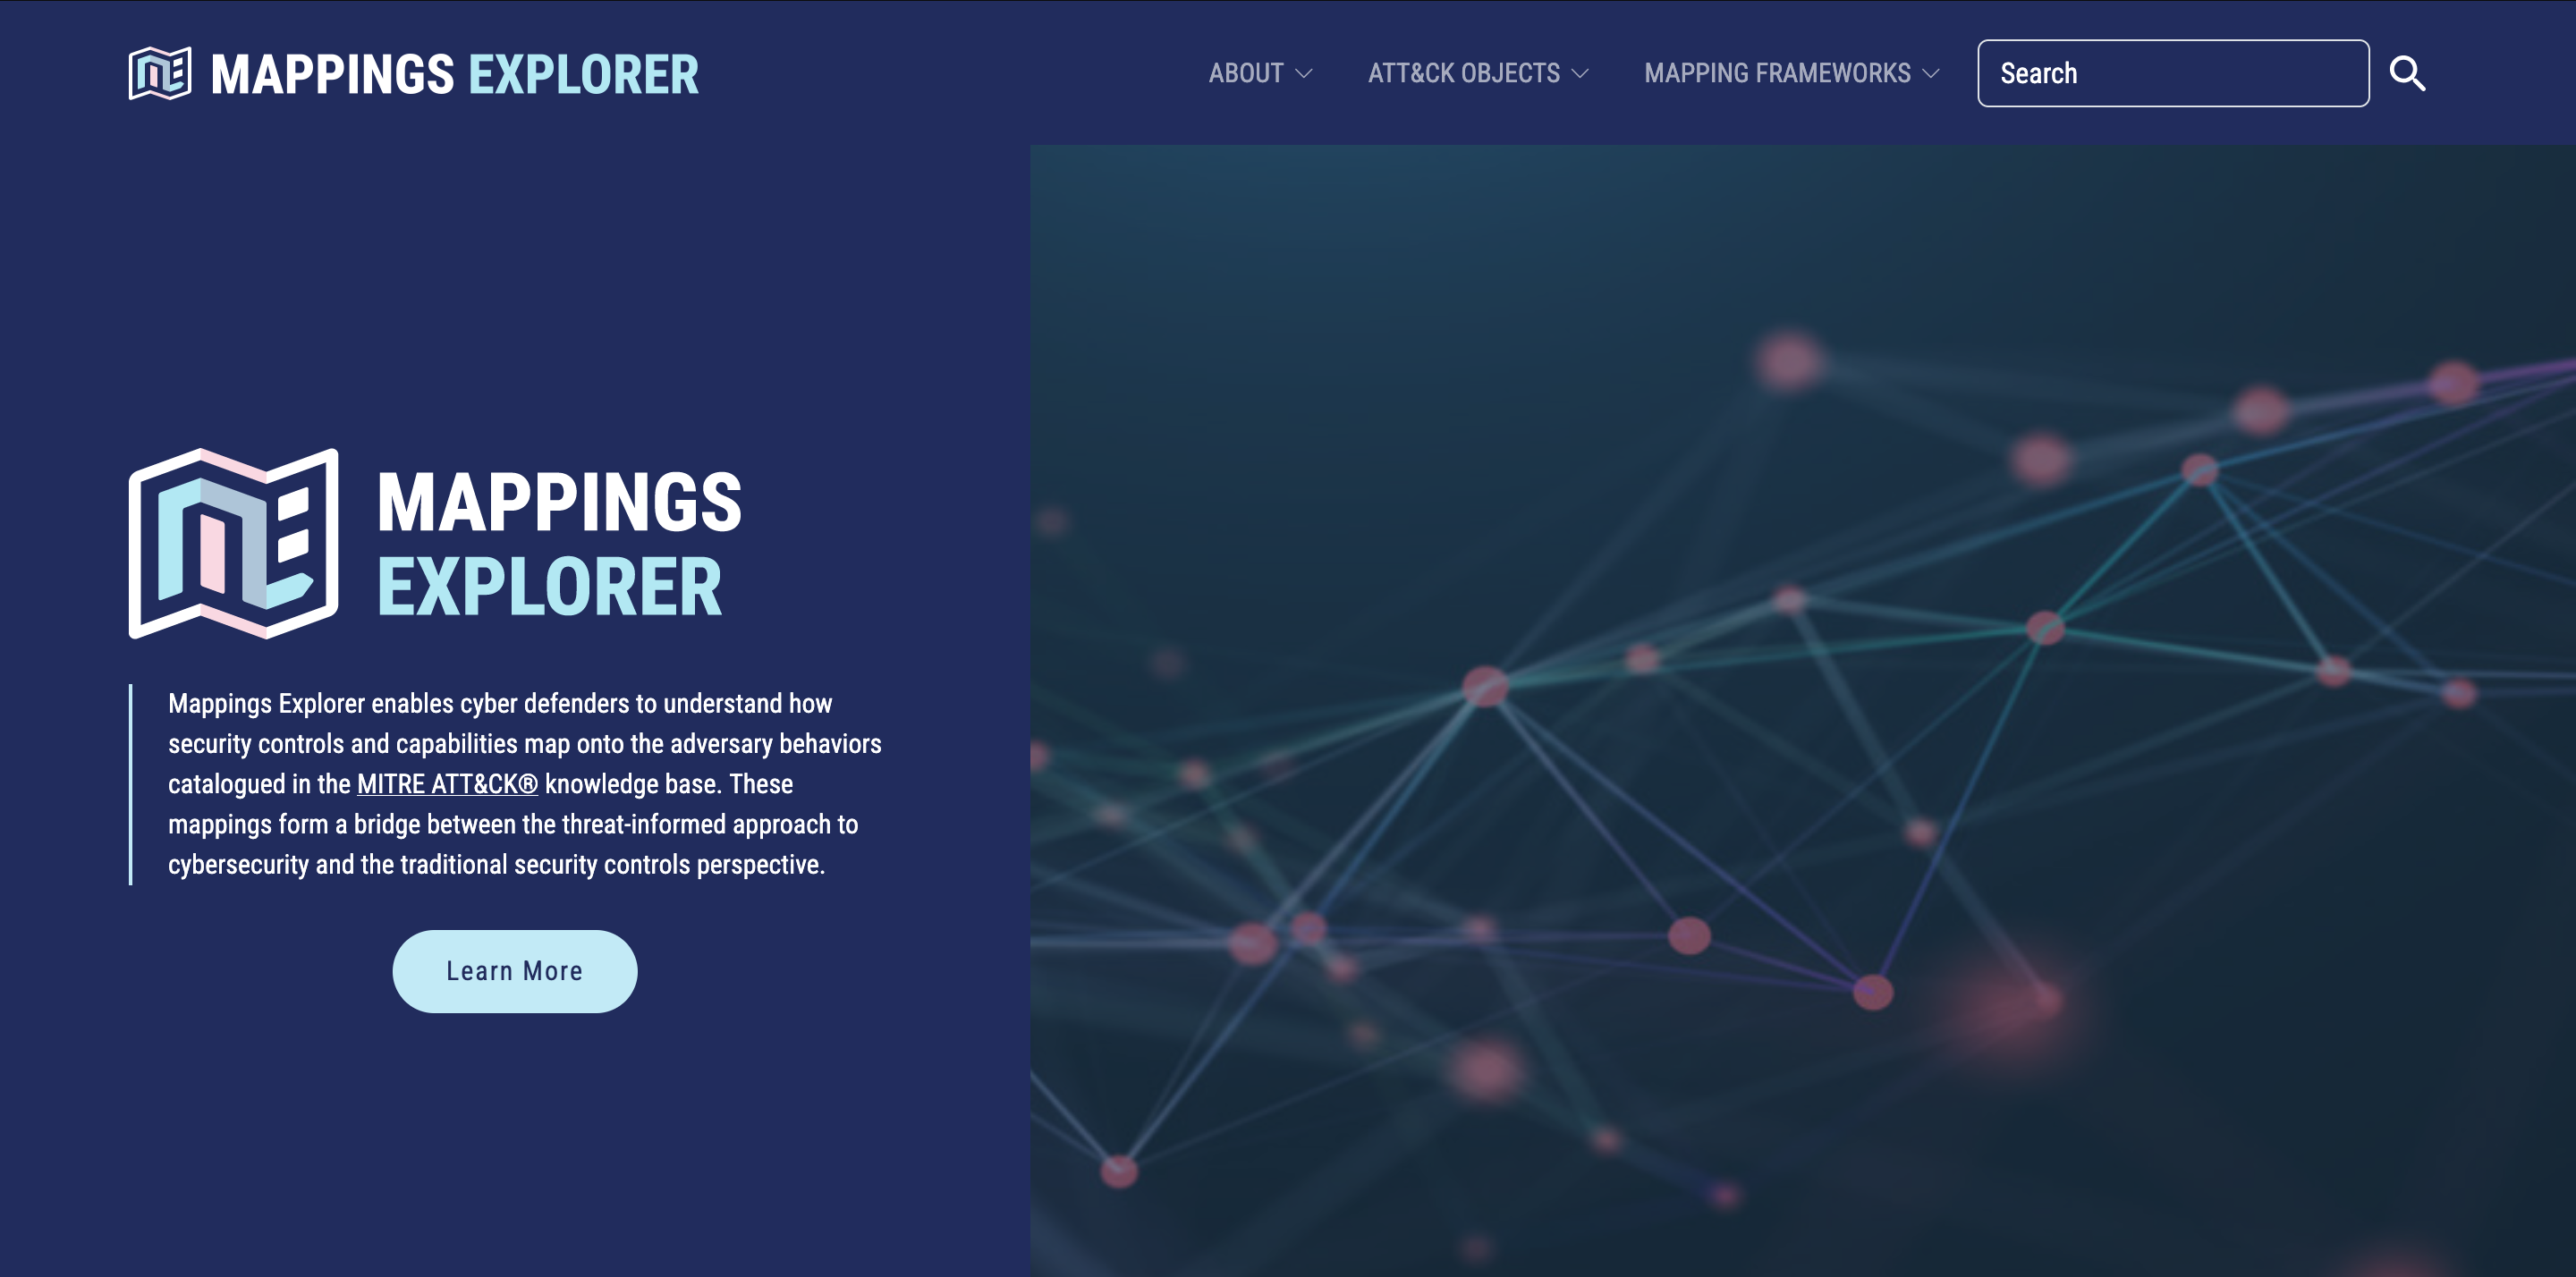 MAPPINGS EXPLORER
ABOUT
ATT&CK OBJECTS
MAPPING FRAMEWORKS
Search
MAPPINGS
EXPLORER
Mappings Explorer enables cyber defenders to understand how
security controls and capabilities map onto the adversary behaviors
catalogued in the MITRE ATT&CK® knowledge base. These
mappings form a bridge between the threat-informed approach to
cybersecurity and the traditional security controls perspective.
Learn More